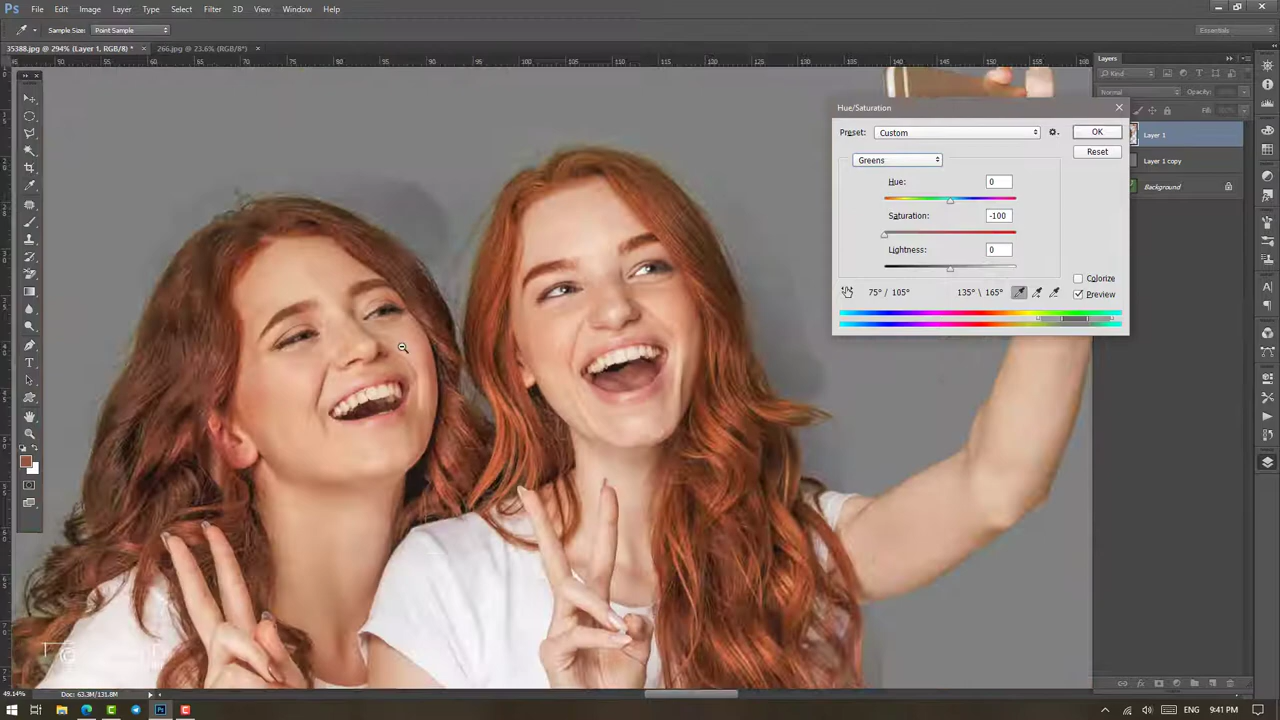 Ps File Edit Image Layer Type Select Filter 3D View Window Help
Sample Size: Point Sample Essentials
35388.jpg @ 294% (Layer 1, RGB/8) * × 266.jpg @ 23.6% (RGB/8*) ×
Layers
Kind
Normal Opacity:
Fill:
Layer 1
Layer 1 copy
Background
Hue/Saturation
Preset: Custom OK
Reset
Greens
Hue: 0
Saturation: -100
Lightness: 0
Colorize
75° / 105° 135° \ 165° Preview
49.14% Doc: 63.3M/131.8M
ENG 9:41 PM